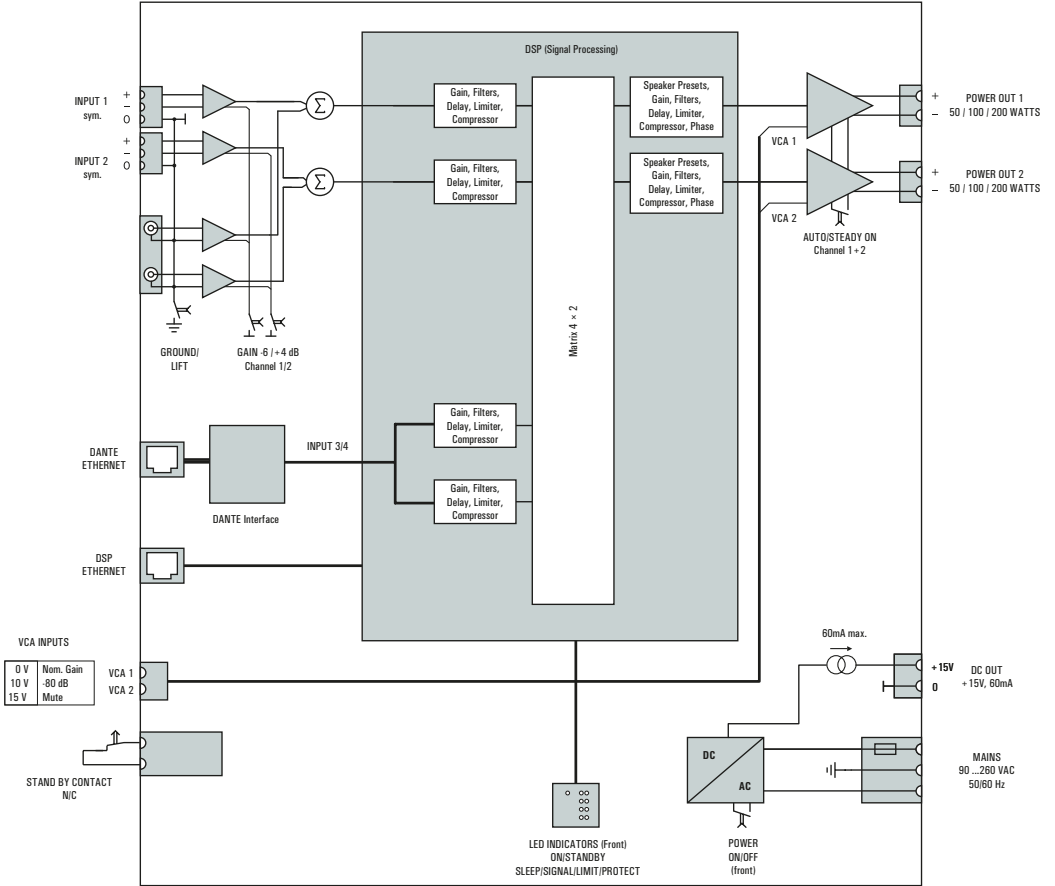 DSP (Signal Processing)
INPUT 1
sym.
+
–
0
INPUT 2
sym.
+
–
0
Σ
Σ
Gain, Filters,
Delay, Limiter,
Compressor
Gain, Filters,
Delay, Limiter,
Compressor
Matrix 4 × 2
Speaker Presets,
Gain, Filters,
Delay, Limiter,
Compressor, Phase
Speaker Presets,
Gain, Filters,
Delay, Limiter,
Compressor, Phase
VCA 1
VCA 2
+
–
POWER OUT 1
50 / 100 / 200 WATTS
+
–
POWER OUT 2
50 / 100 / 200 WATTS
AUTO/STEADY ON
Channel 1+2
GROUND/
LIFT
GAIN -6 /+4 dB
Channel 1/2
DANTE
ETHERNET
DANTE Interface
INPUT 3/4
Gain, Filters,
Delay, Limiter,
Compressor
Gain, Filters,
Delay, Limiter,
Compressor
DSP
ETHERNET
VCA INPUTS
0 V Nom. Gain
10 V -80 dB
15 V Mute
VCA 1
VCA 2
STAND BY CONTACT
N/C
LED INDICATORS (Front)
ON/STANDBY
SLEEP/SIGNAL/LIMIT/PROTECT
60mA max.
+15V
0
DC OUT
+15V, 60mA
DC
AC
MAINS
90 ...260 VAC
50/60 Hz
POWER
ON/OFF
(front)